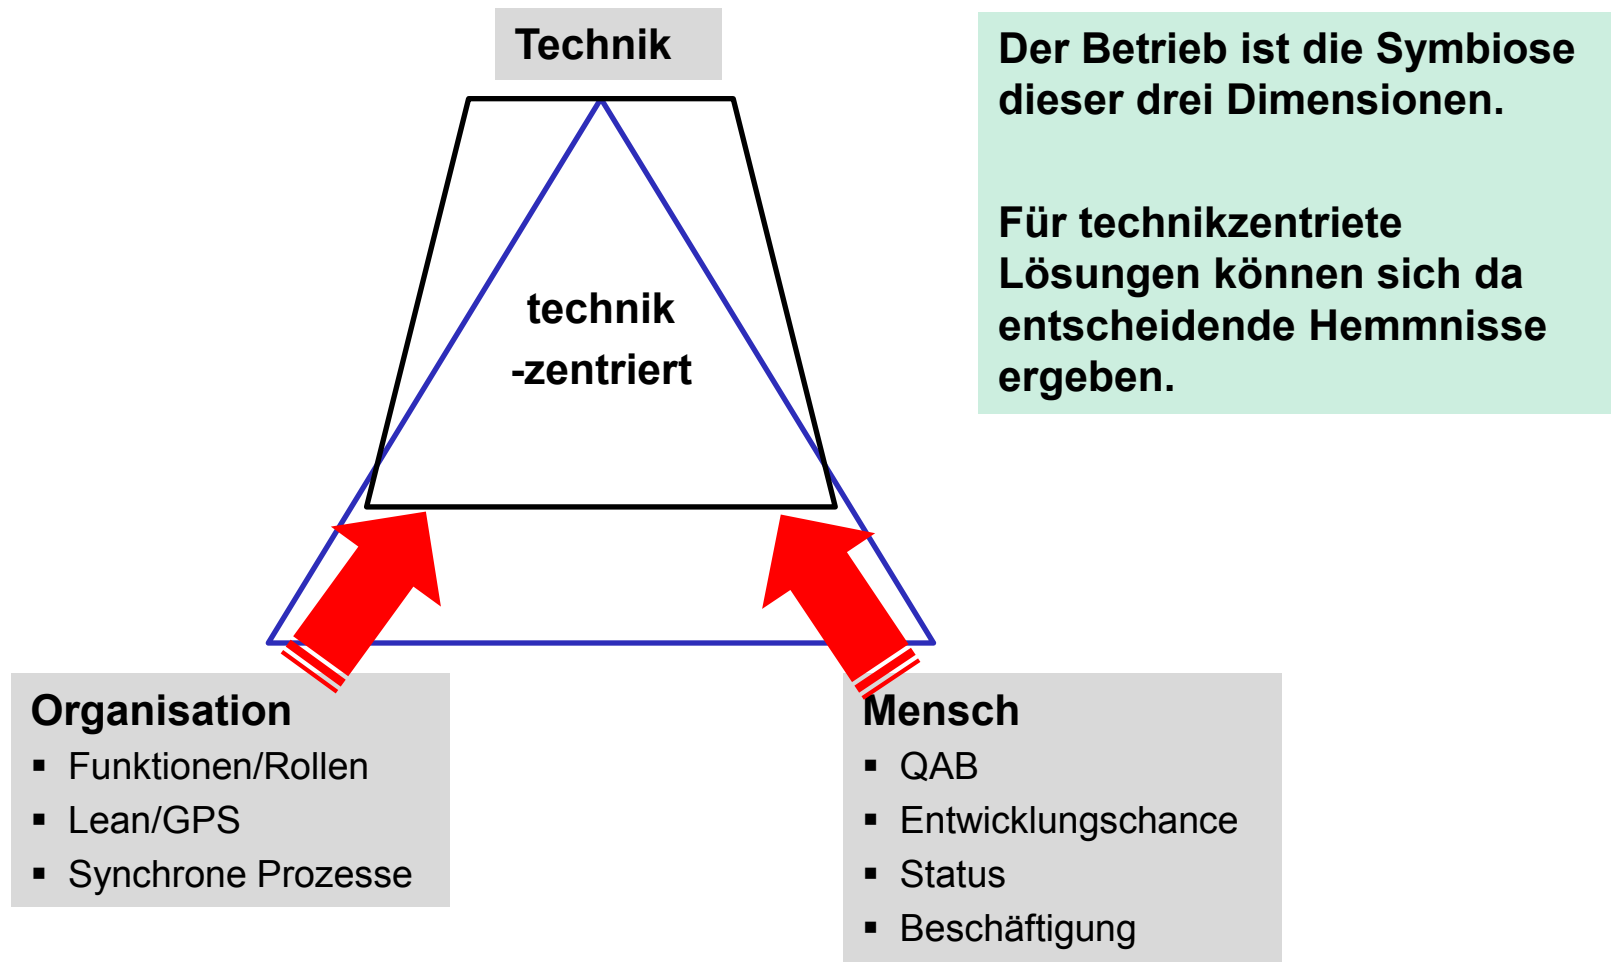 Technik
Der Betrieb ist die Symbiose
dieser drei Dimensionen.
Für technikzentriete
Lösungen können sich da
entscheidende Hemmnisse
ergeben.
technik
-zentriert
Organisation
▪ Funktionen/Rollen
▪ Lean/GPS
▪ Synchrone Prozesse
Mensch
▪ QAB
▪ Entwicklungschance
▪ Status
▪ Beschäftigung